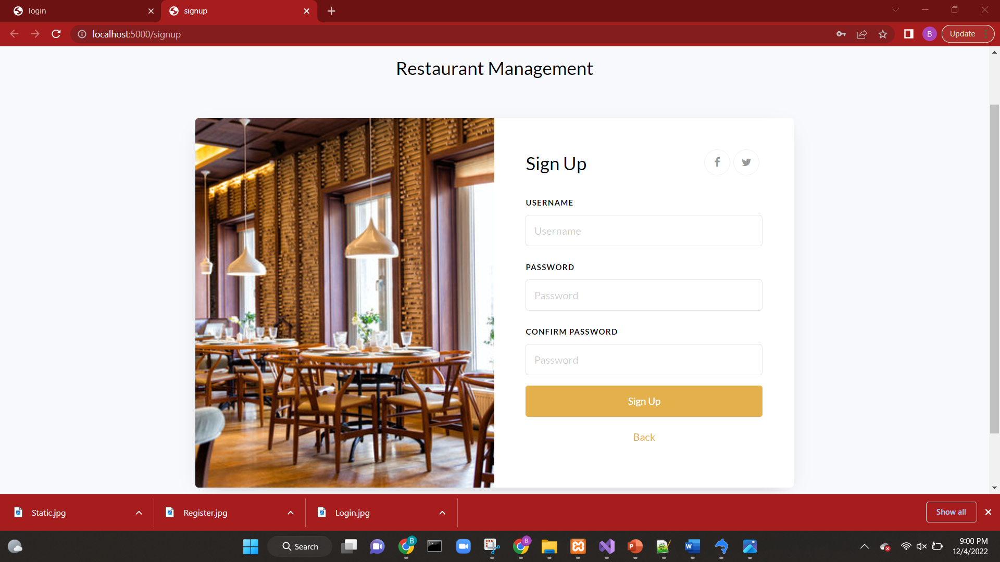 login
signup
localhost:5000/signup
B
Update
Restaurant Management
Sign Up
USERNAME
Username
PASSWORD
Password
CONFIRM PASSWORD
Password
Sign Up
Back
Static.jpg
Register.jpg
Login.jpg
Show all
Search
B
B
P
W
9:00 PM
12/4/2022